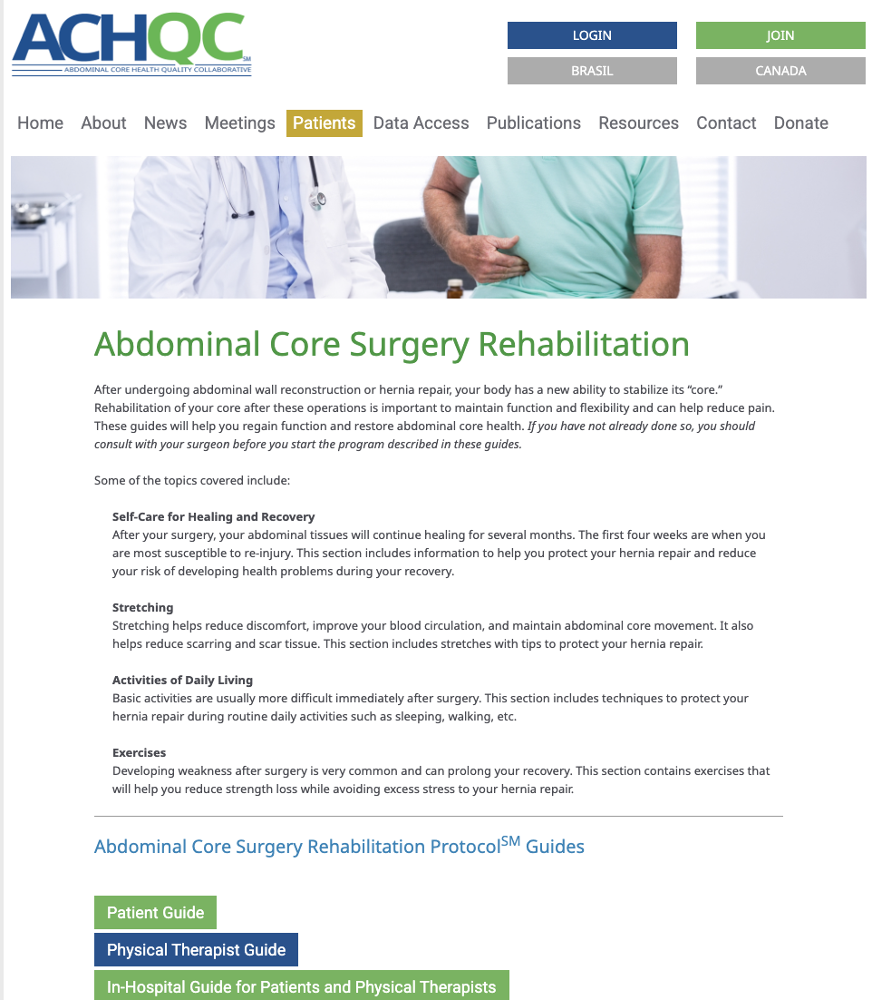 ACHQC SM
ABDOMINAL CORE HEALTH QUALITY COLLABORATIVE
LOGIN
JOIN
BRASIL
CANADA
Home About News Meetings Patients Data Access Publications Resources Contact Donate
Abdominal Core Surgery Rehabilitation
After undergoing abdominal wall reconstruction or hernia repair, your body has a new ability to stabilize its “core.”
Rehabilitation of your core after these operations is important to maintain function and flexibility and can help reduce pain.
These guides will help you regain function and restore abdominal core health. If you have not already done so, you should
consult with your surgeon before you start the program described in these guides.
Some of the topics covered include:
Self-Care for Healing and Recovery
After your surgery, your abdominal tissues will continue healing for several months. The first four weeks are when you
are most susceptible to re-injury. This section includes information to help you protect your hernia repair and reduce
your risk of developing health problems during your recovery.
Stretching
Stretching helps reduce discomfort, improve your blood circulation, and maintain abdominal core movement. It also
helps reduce scarring and scar tissue. This section includes stretches with tips to protect your hernia repair.
Activities of Daily Living
Basic activities are usually more difficult immediately after surgery. This section includes techniques to protect your
hernia repair during routine daily activities such as sleeping, walking, etc.
Exercises
Developing weakness after surgery is very common and can prolong your recovery. This section contains exercises that
will help you reduce strength loss while avoiding excess stress to your hernia repair.
Abdominal Core Surgery Rehabilitation Protocol SM Guides
Patient Guide
Physical Therapist Guide
In-Hospital Guide for Patients and Physical Therapists